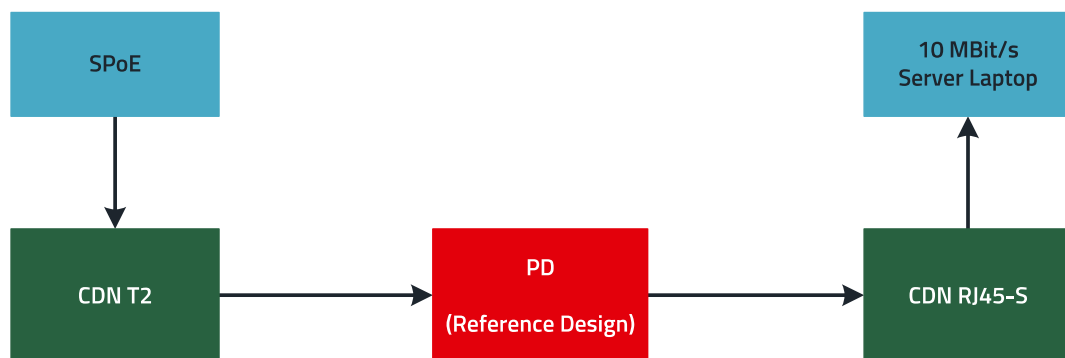 SPoE
10 MBit/s
Server Laptop
CDN T2
PD
(Reference Design)
CDN RJ45-S